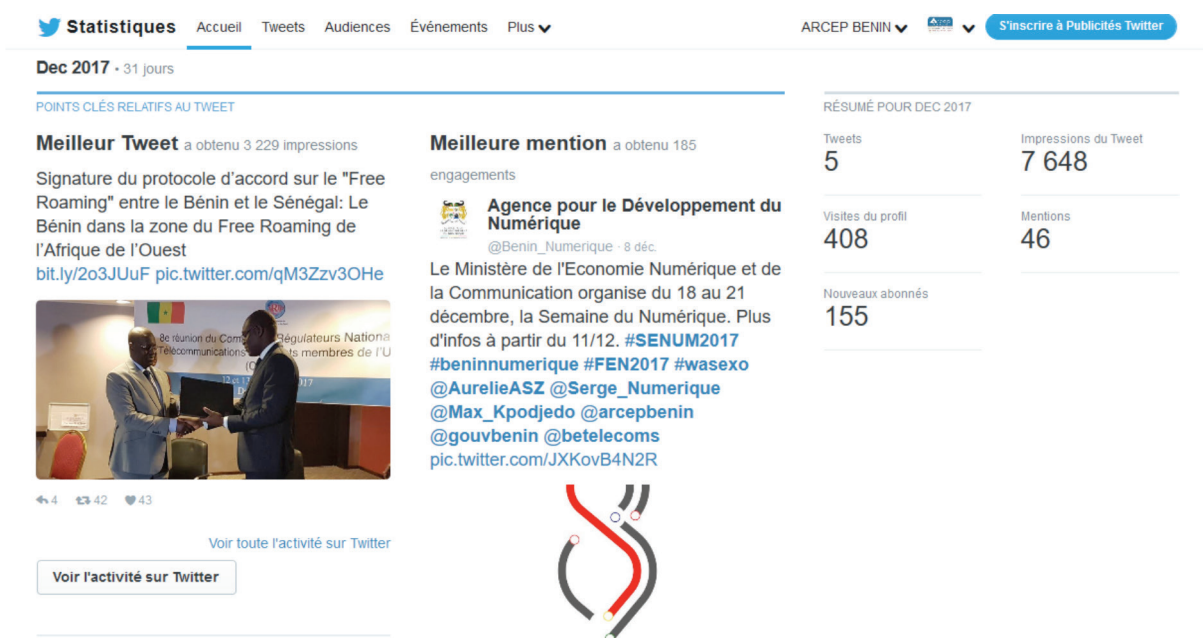 Statistiques Accueil Tweets Audiences Événements Plus
ARCEP BENIN
S'inscrire à Publicités Twitter
Dec 2017 · 31 jours
POINTS CLÉS RELATIFS AU TWEET
Meilleur Tweet a obtenu 3 229 impressions
Signature du protocole d'accord sur le "Free
Roaming" entre le Bénin et le Sénégal: Le
Bénin dans la zone du Free Roaming de
l'Afrique de l'Ouest
bit.ly/2o3JUuF pic.twitter.com/qM3Zzv3OHe
8e réunion du Régulateurs Nationa
Télécommunications membres de l'U
4 42 43
Voir toute l'activité sur Twitter
Voir l'activité sur Twitter
Meilleure mention a obtenu 185
engagements
Agence pour le Développement du
Numérique
@Benin_Numerique · 8 déc.
Le Ministère de l'Economie Numérique et de
la Communication organise du 18 au 21
décembre, la Semaine du Numérique. Plus
d'infos à partir du 11/12. #SENUM2017
#beninnumerique #FEN2017 #wasexo
@AurelieASZ @Serge_Numerique
@Max_Kpodjedo @arcepbenin
@gouvbenin @betelecoms
pic.twitter.com/JXKovB4N2R
RÉSUMÉ POUR DEC 2017
Tweets
5
Impressions du Tweet
7 648
Visites du profil
408
Mentions
46
Nouveaux abonnés
155